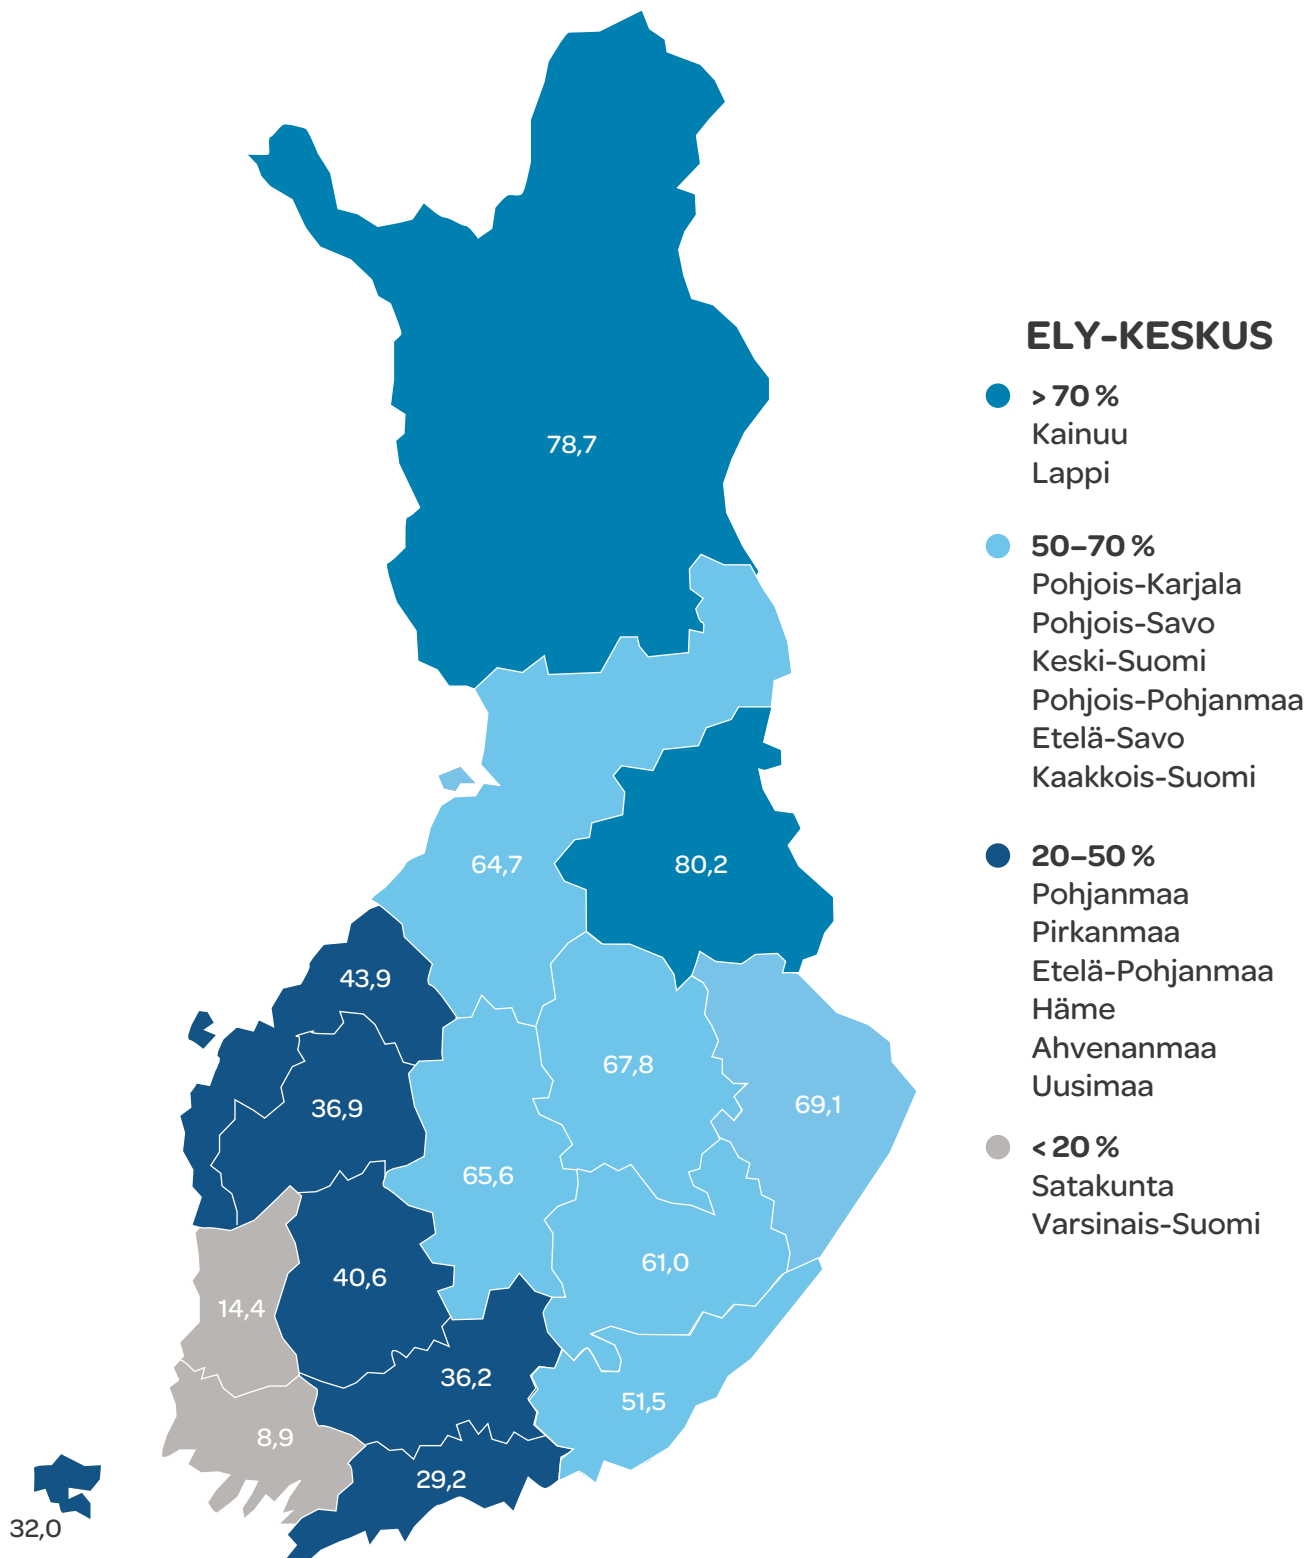 78,7
64,7
80,2
43,9
67,8
36,9
69,1
65,6
61,0
40,6
14,4
36,2
51,5
8,9
29,2
32,0
ELY-KESKUS
> 70 %
Kainuu
Lappi
50–70 %
Pohjois-Karjala
Pohjois-Savo
Keski-Suomi
Pohjois-Pohjanmaa
Etelä-Savo
Kaakkois-Suomi
20–50 %
Pohjanmaa
Pirkanmaa
Etelä-Pohjanmaa
Häme
Ahvenanmaa
Uusimaa
< 20 %
Satakunta
Varsinais-Suomi